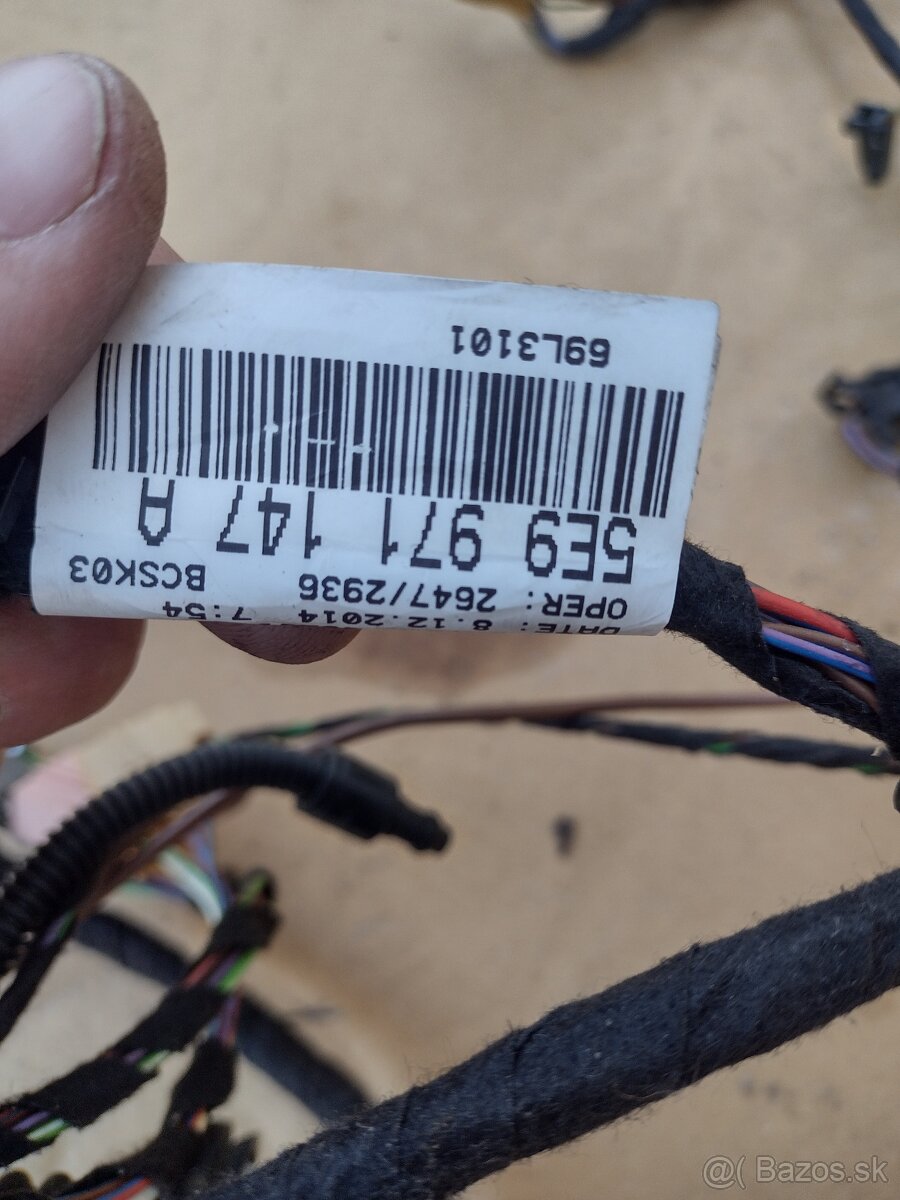 DATE: 8.12.2014 7:54
OPER: 2647/2936 BCSK03
5E9 971 147 A
69L3101
@( Bazos.sk